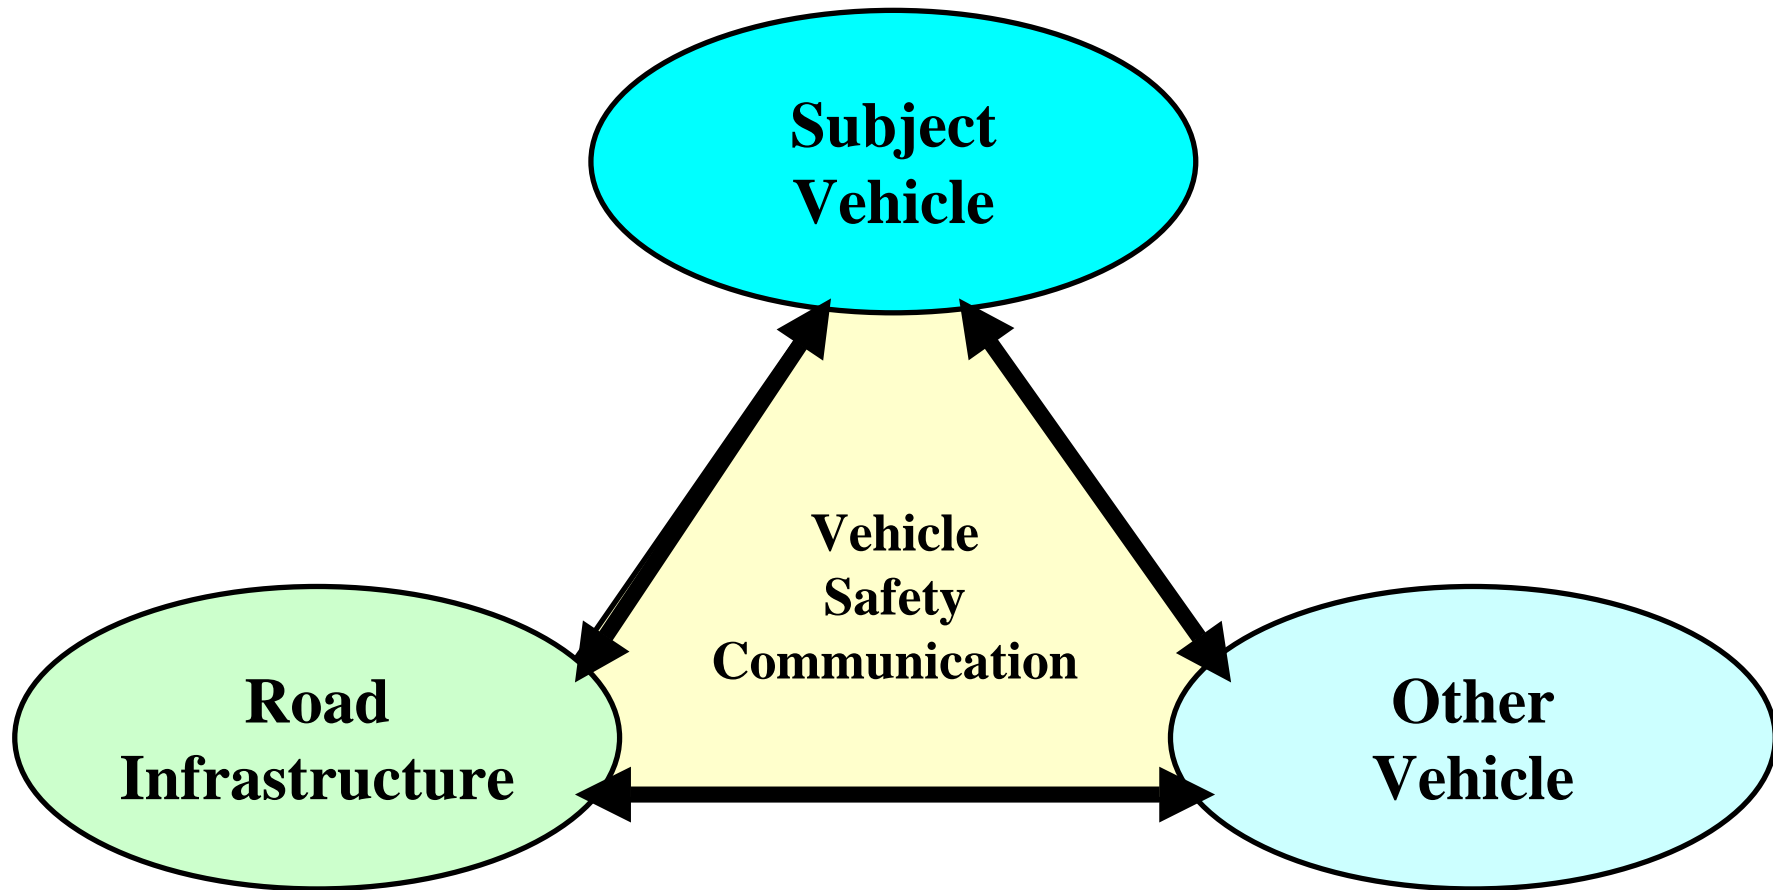 Subject
Vehicle
Vehicle
Safety
Communication
Road
Infrastructure
Other
Vehicle